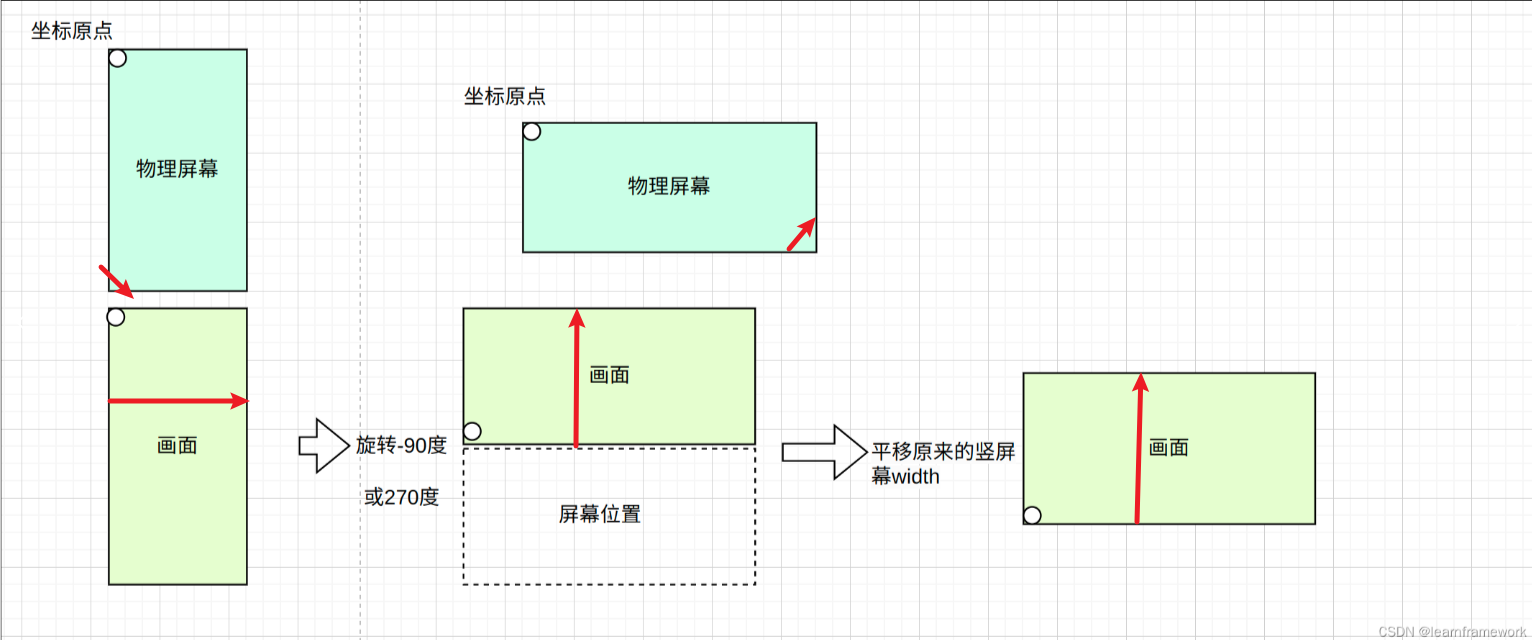 坐标原点
物理屏幕
画面
坐标原点
物理屏幕
旋转-90度
或270度
画面
屏幕位置
平移原来的竖屏
幕width
画面
CSDN @learnframework